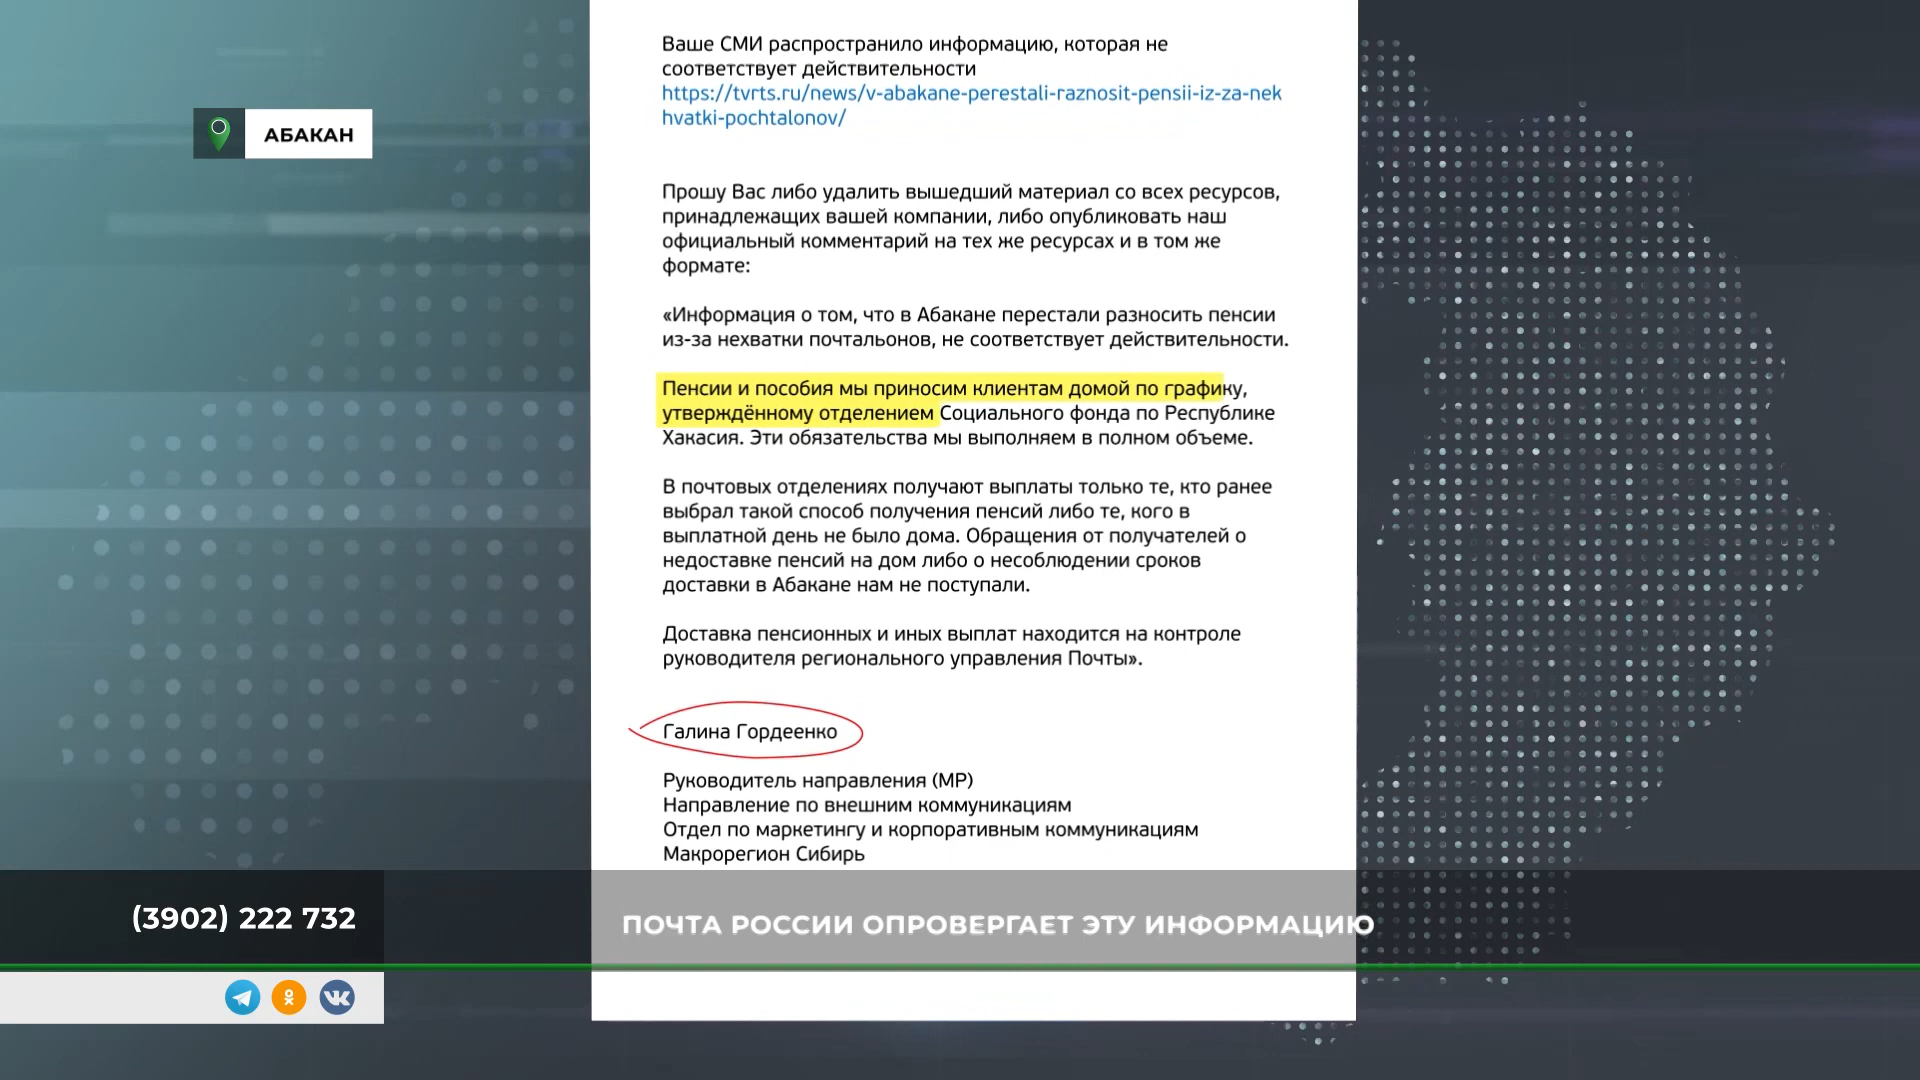 Ваше СМИ распространило информацию, которая не
соответствует действительности
https://tvrts.ru/news/v-abakane-perestali-raznosit-pensii-iz-za-nek
hvatki-pochtalonov/
АБАКАН
Прошу Вас либо удалить вышедший материал со всех ресурсов,
принадлежащих вашей компании, либо опубликовать наш
официальный комментарий на тех же ресурсах и в том же
формате:
«Информация о том, что в Абакане перестали разносить пенсии
из-за нехватки почтальонов, не соответствует действительности.
Пенсии и пособия мы приносим клиентам домой по графику,
утверждённому отделением Социального фонда по Республике
Хакасия. Эти обязательства мы выполняем в полном объеме.
В почтовых отделениях получают выплаты только те, кто ранее
выбрал такой способ получения пенсий либо те, кого в
выплатной день не было дома. Обращения от получателей о
недоставке пенсий на дом либо о несоблюдении сроков
доставки в Абакане нам не поступали.
Доставка пенсионных и иных выплат находится на контроле
руководителя регионального управления Почты».
Галина Гордеенко
Руководитель направления (МР)
Направление по внешним коммуникациям
Отдел по маркетингу и корпоративным коммуникациям
Макрорегион Сибирь
(3902) 222 732
ПОЧТА РОССИИ ОПРОВЕРГАЕТ ЭТУ ИНФОРМАЦИЮ